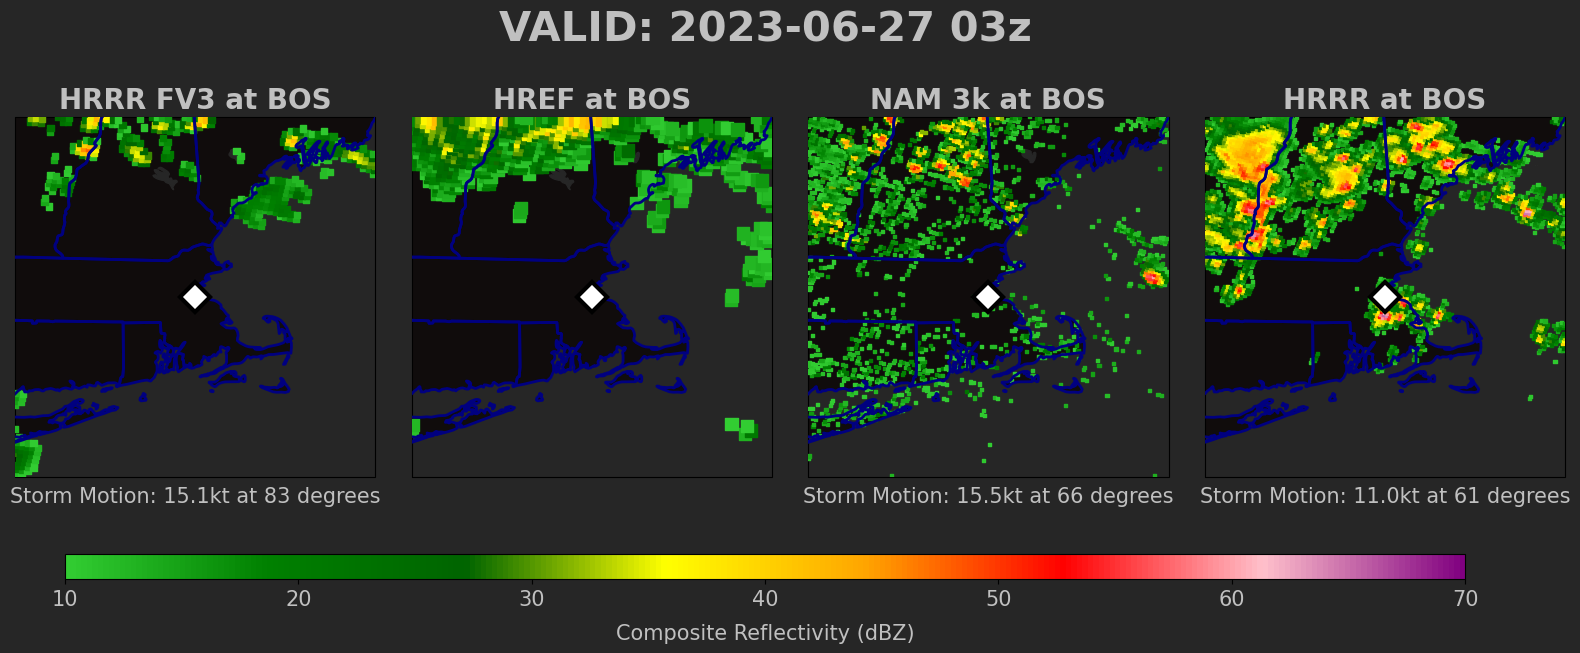 VALID: 2023-06-27 03z
HRRR FV3 at BOS
HREF at BOS
NAM 3k at BOS
HRRR at BOS
Storm Motion: 15.1kt at 83 degrees
Storm Motion: 15.5kt at 66 degrees
Storm Motion: 11.0kt at 61 degrees
10 20 30 40 50 60 70
Composite Reflectivity (dBZ)